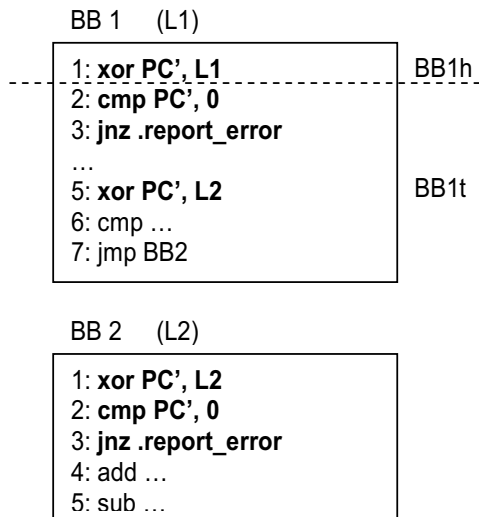 BB 1 (L1)
1: xor PC’, L1 BB1h
2: cmp PC’, 0
3: jnz .report_error
…
5: xor PC’, L2 BB1t
6: cmp …
7: jmp BB2
BB 2 (L2)
1: xor PC’, L2
2: cmp PC’, 0
3: jnz .report_error
4: add …
5: sub …